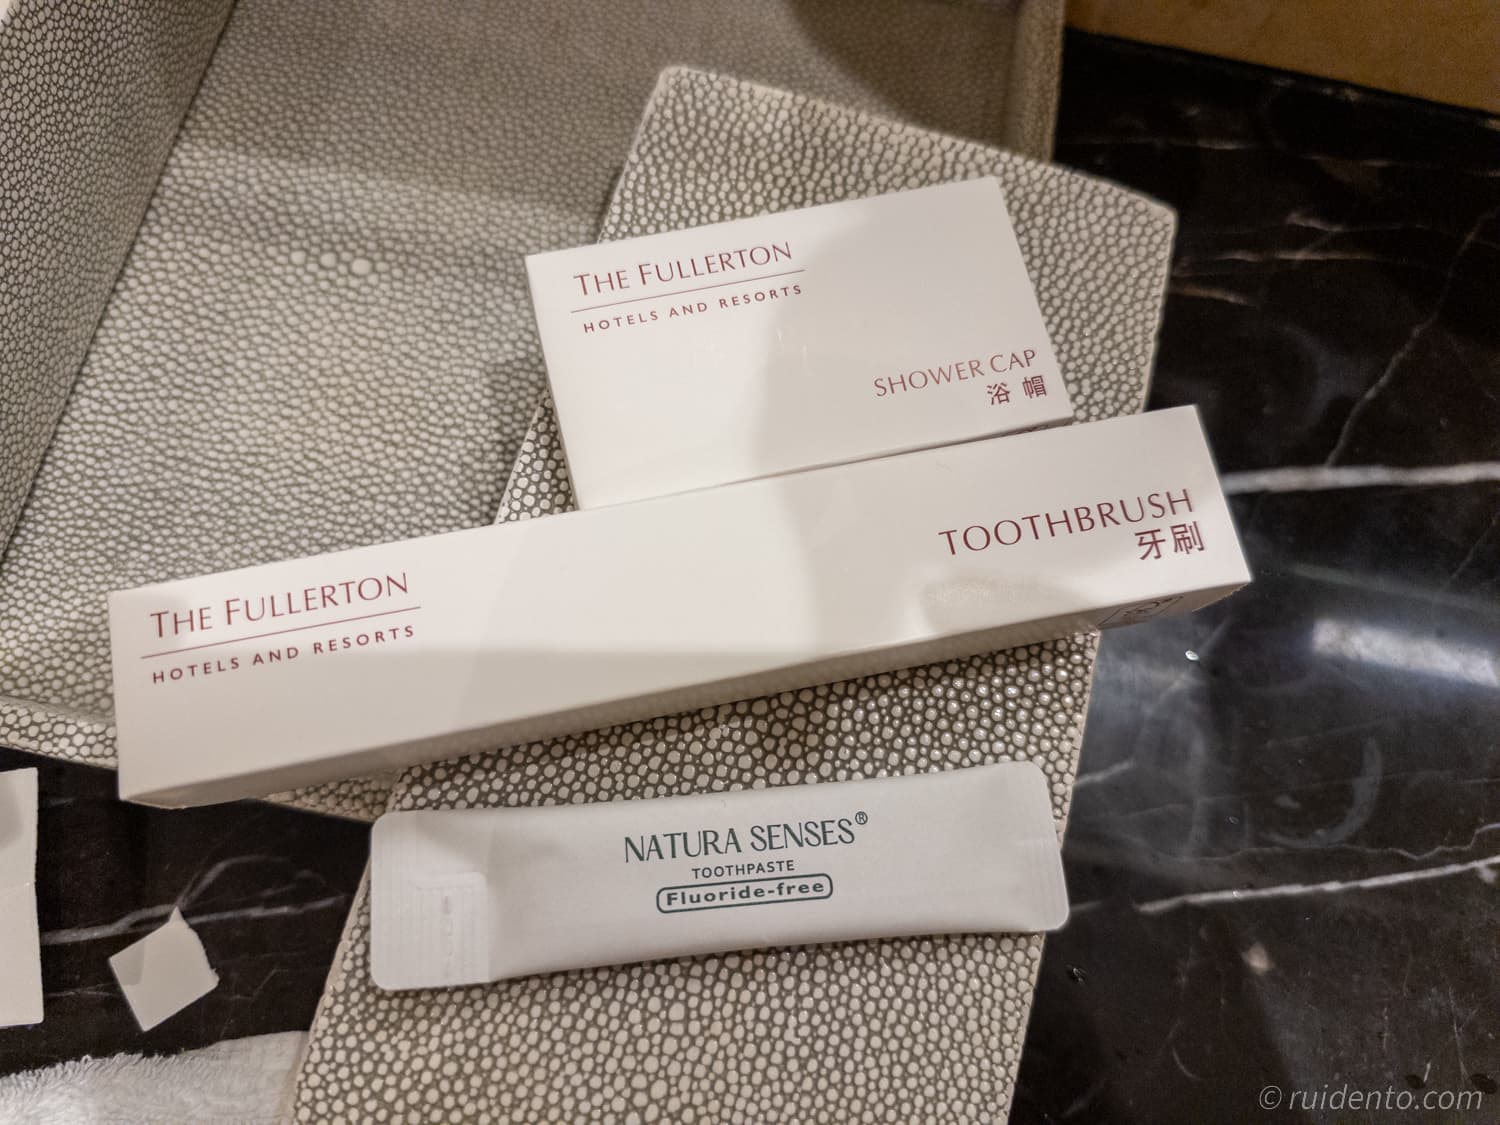 THE FULLERTON
HOTELS AND RESORTS
SHOWER CAP
浴帽
THE FULLERTON
HOTELS AND RESORTS
TOOTHBRUSH
牙刷
NATURA SENSES®
TOOTHPASTE
Fluoride-free
© ruidento.com